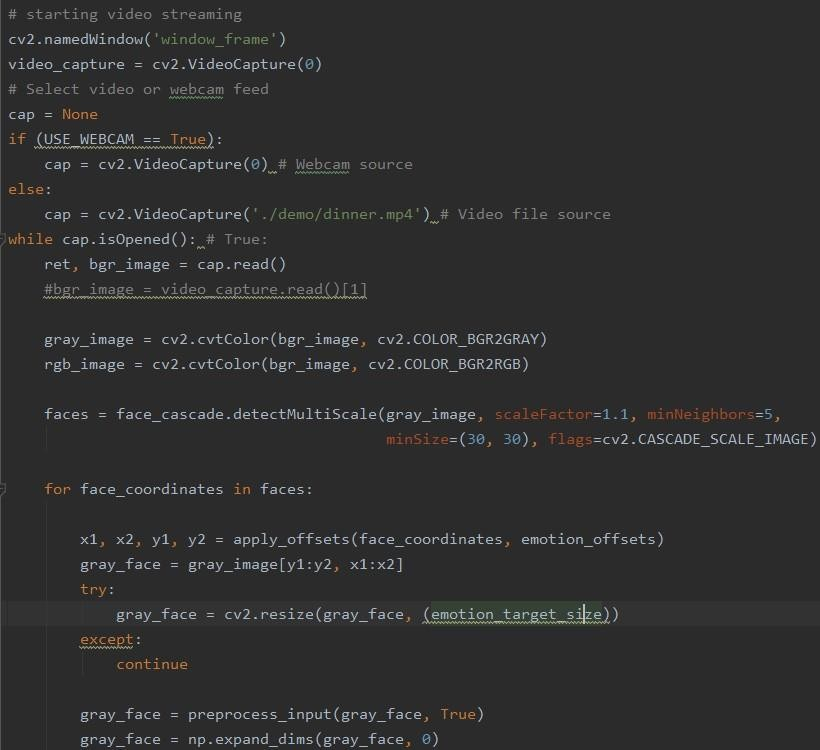 # starting video streaming
cv2.namedWindow('window_frame')
video_capture = cv2.VideoCapture(0)
# Select video or webcam feed
cap = None
if (USE_WEBCAM == True):
    cap = cv2.VideoCapture(0) # Webcam source
else:
    cap = cv2.VideoCapture('./demo/dinner.mp4') # Video file source
while cap.isOpened(): # True:
    ret, bgr_image = cap.read()
    #bgr_image = video_capture.read()[1]

    gray_image = cv2.cvtColor(bgr_image, cv2.COLOR_BGR2GRAY)
    rgb_image = cv2.cvtColor(bgr_image, cv2.COLOR_BGR2RGB)

    faces = face_cascade.detectMultiScale(gray_image, scaleFactor=1.1, minNeighbors=5,
                                          minSize=(30, 30), flags=cv2.CASCADE_SCALE_IMAGE)

    for face_coordinates in faces:

        x1, x2, y1, y2 = apply_offsets(face_coordinates, emotion_offsets)
        gray_face = gray_image[y1:y2, x1:x2]
        try:
            gray_face = cv2.resize(gray_face, (emotion_target_size))
        except:
            continue

        gray_face = preprocess_input(gray_face, True)
        gray_face = np.expand_dims(gray_face, 0)